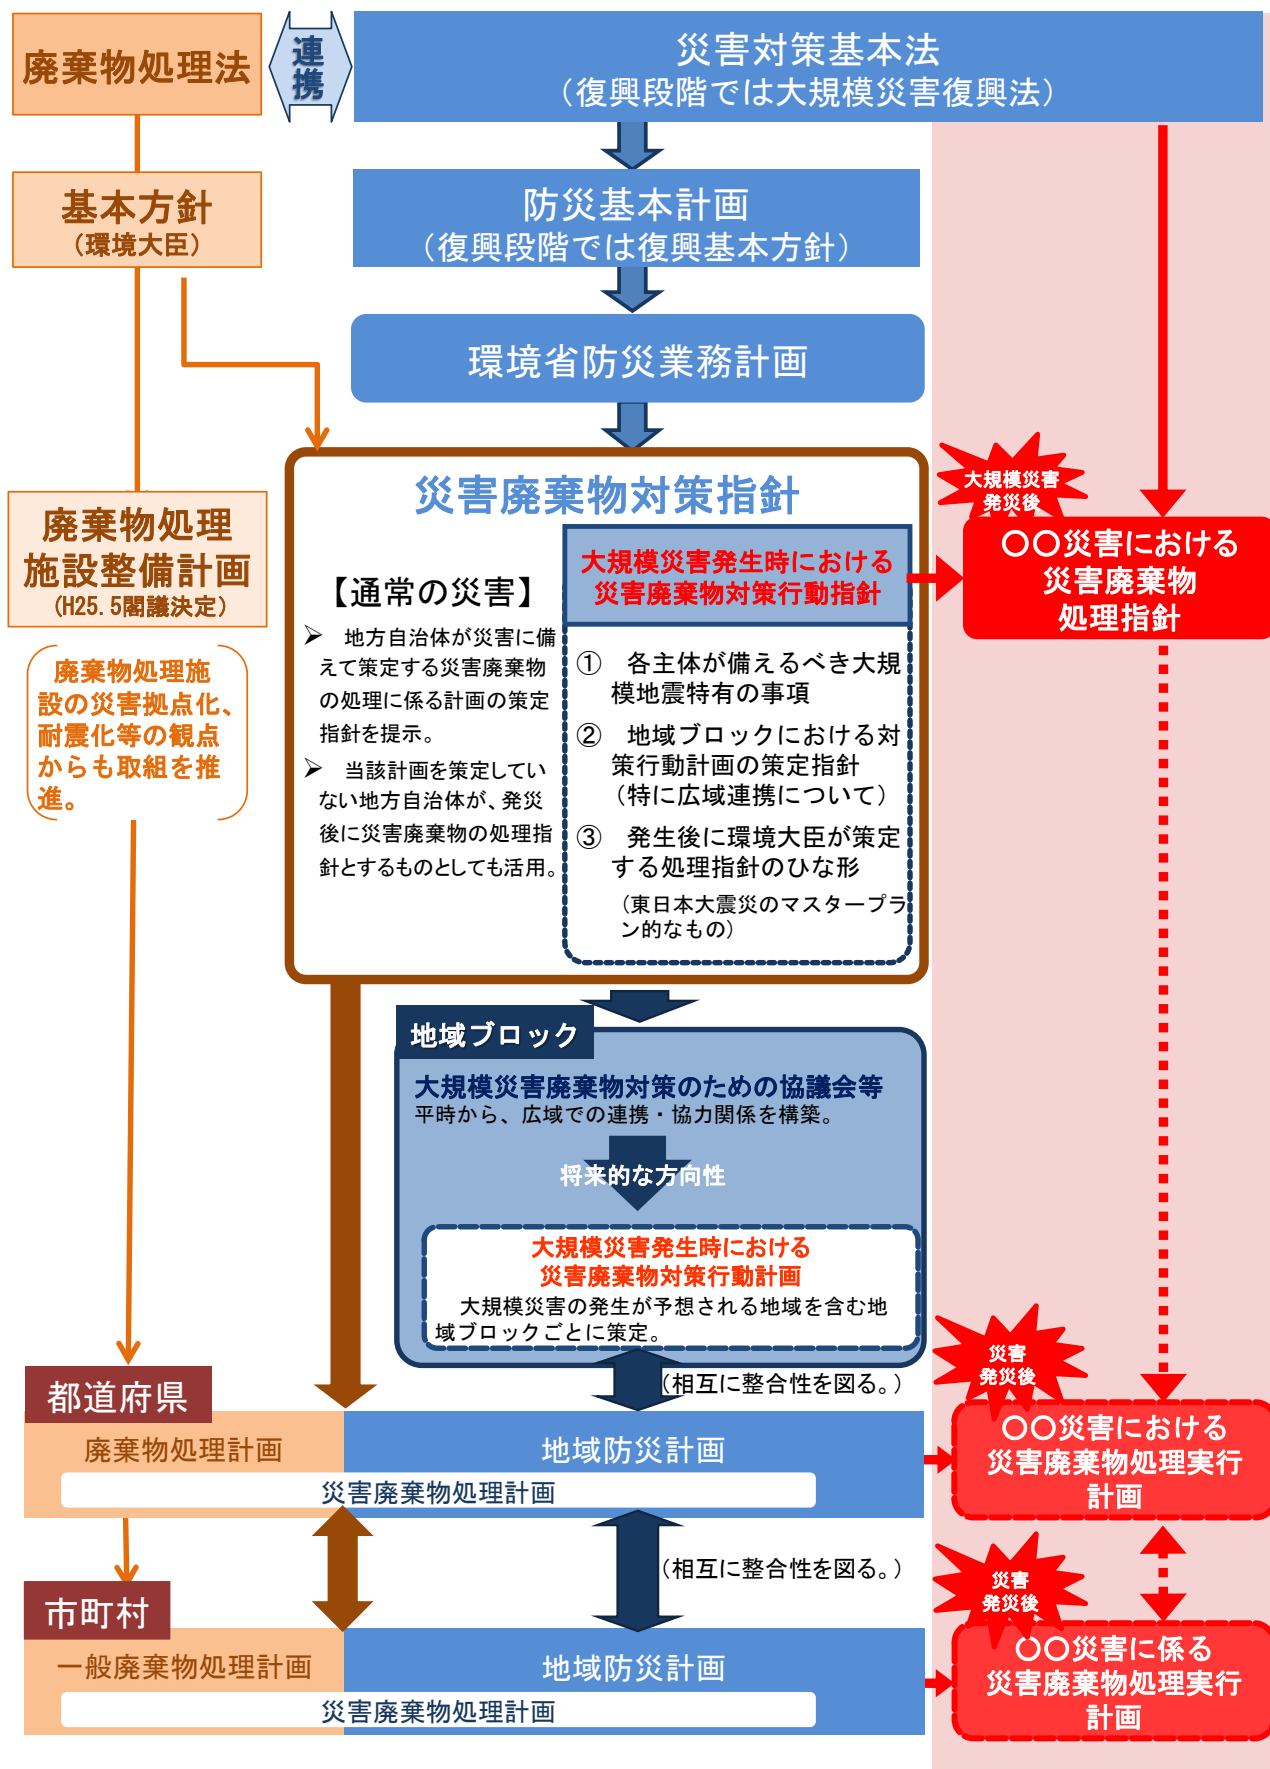 廃棄物処理法
連
携
災害対策基本法
（復興段階では大規模災害復興法）
基本方針
（環境大臣）
防災基本計画
（復興段階では復興基本方針）
環境省防災業務計画
廃棄物処理
施設整備計画
（H25.5閣議決定）
廃棄物処理施
設の災害拠点化、
耐震化等の観点
からも取組を推
進。
災害廃棄物対策指針
【通常の災害】
➢ 地方自治体が災害に備
えて策定する災害廃棄物
の処理に係る計画の策定
指針を提示。
➢ 当該計画を策定してい
ない地方自治体が、発災
後に災害廃棄物の処理指
針とするものとしても活用。
大規模災害発生時における
災害廃棄物対策行動指針
① 各主体が備えるべき大規
模地震特有の事項
② 地域ブロックにおける対
策行動計画の策定指針
（特に広域連携について）
③ 発生後に環境大臣が策定
する処理指針のひな形
（東日本大震災のマスタープラ
ン的なもの）
大規模災害
発災後
〇〇災害における
災害廃棄物
処理指針
地域ブロック
大規模災害廃棄物対策のための協議会等
平時から、広域での連携・協力関係を構築。
将来的な方向性
大規模災害発生時における
災害廃棄物対策行動計画
大規模災害の発生が予想される地域を含む地
域ブロックごとに策定。
（相互に整合性を図る。）
都道府県
廃棄物処理計画
地域防災計画
災害廃棄物処理計画
災害
発災後
〇〇災害における
災害廃棄物処理実行
計画
（相互に整合性を図る。）
市町村
一般廃棄物処理計画
地域防災計画
災害廃棄物処理計画
災害
発災後
〇〇災害に係る
災害廃棄物処理実行
計画